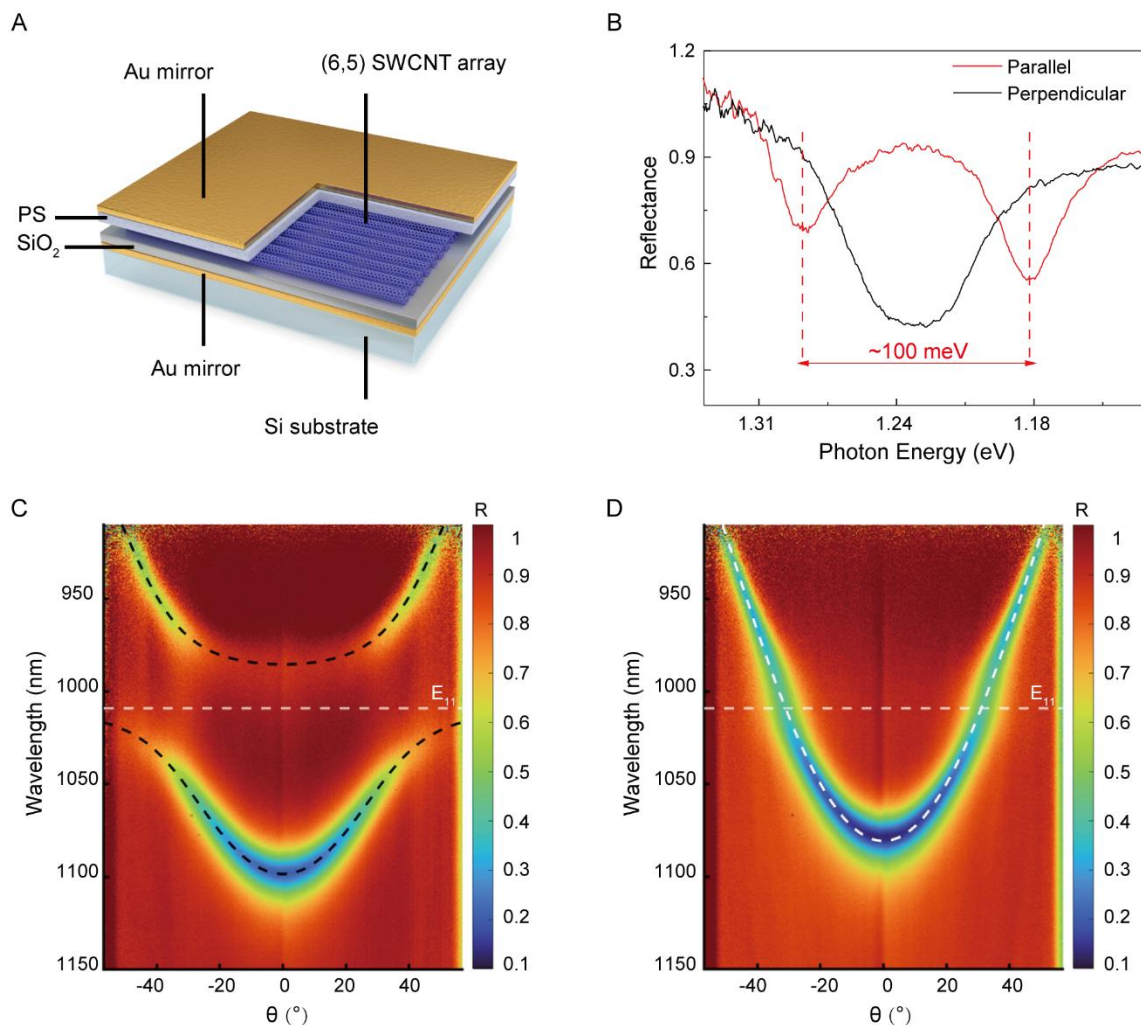 A
Au mirror
(6,5) SWCNT array
PS
SiO₂
Au mirror
Si substrate
B
1.2
0.9
0.6
0.3
Reflectance
Parallel
Perpendicular
~100 meV
1.31
1.24
1.18
Photon Energy (eV)
C
R
950
1000
1050
1100
1150
Wavelength (nm)
E₁₁
-40
-20
0
20
40
θ (°)
1
0.9
0.8
0.7
0.6
0.5
0.4
0.3
0.2
0.1
D
R
950
1000
1050
1100
1150
Wavelength (nm)
E₁₁
-40
-20
0
20
40
θ (°)
1
0.9
0.8
0.7
0.6
0.5
0.4
0.3
0.2
0.1